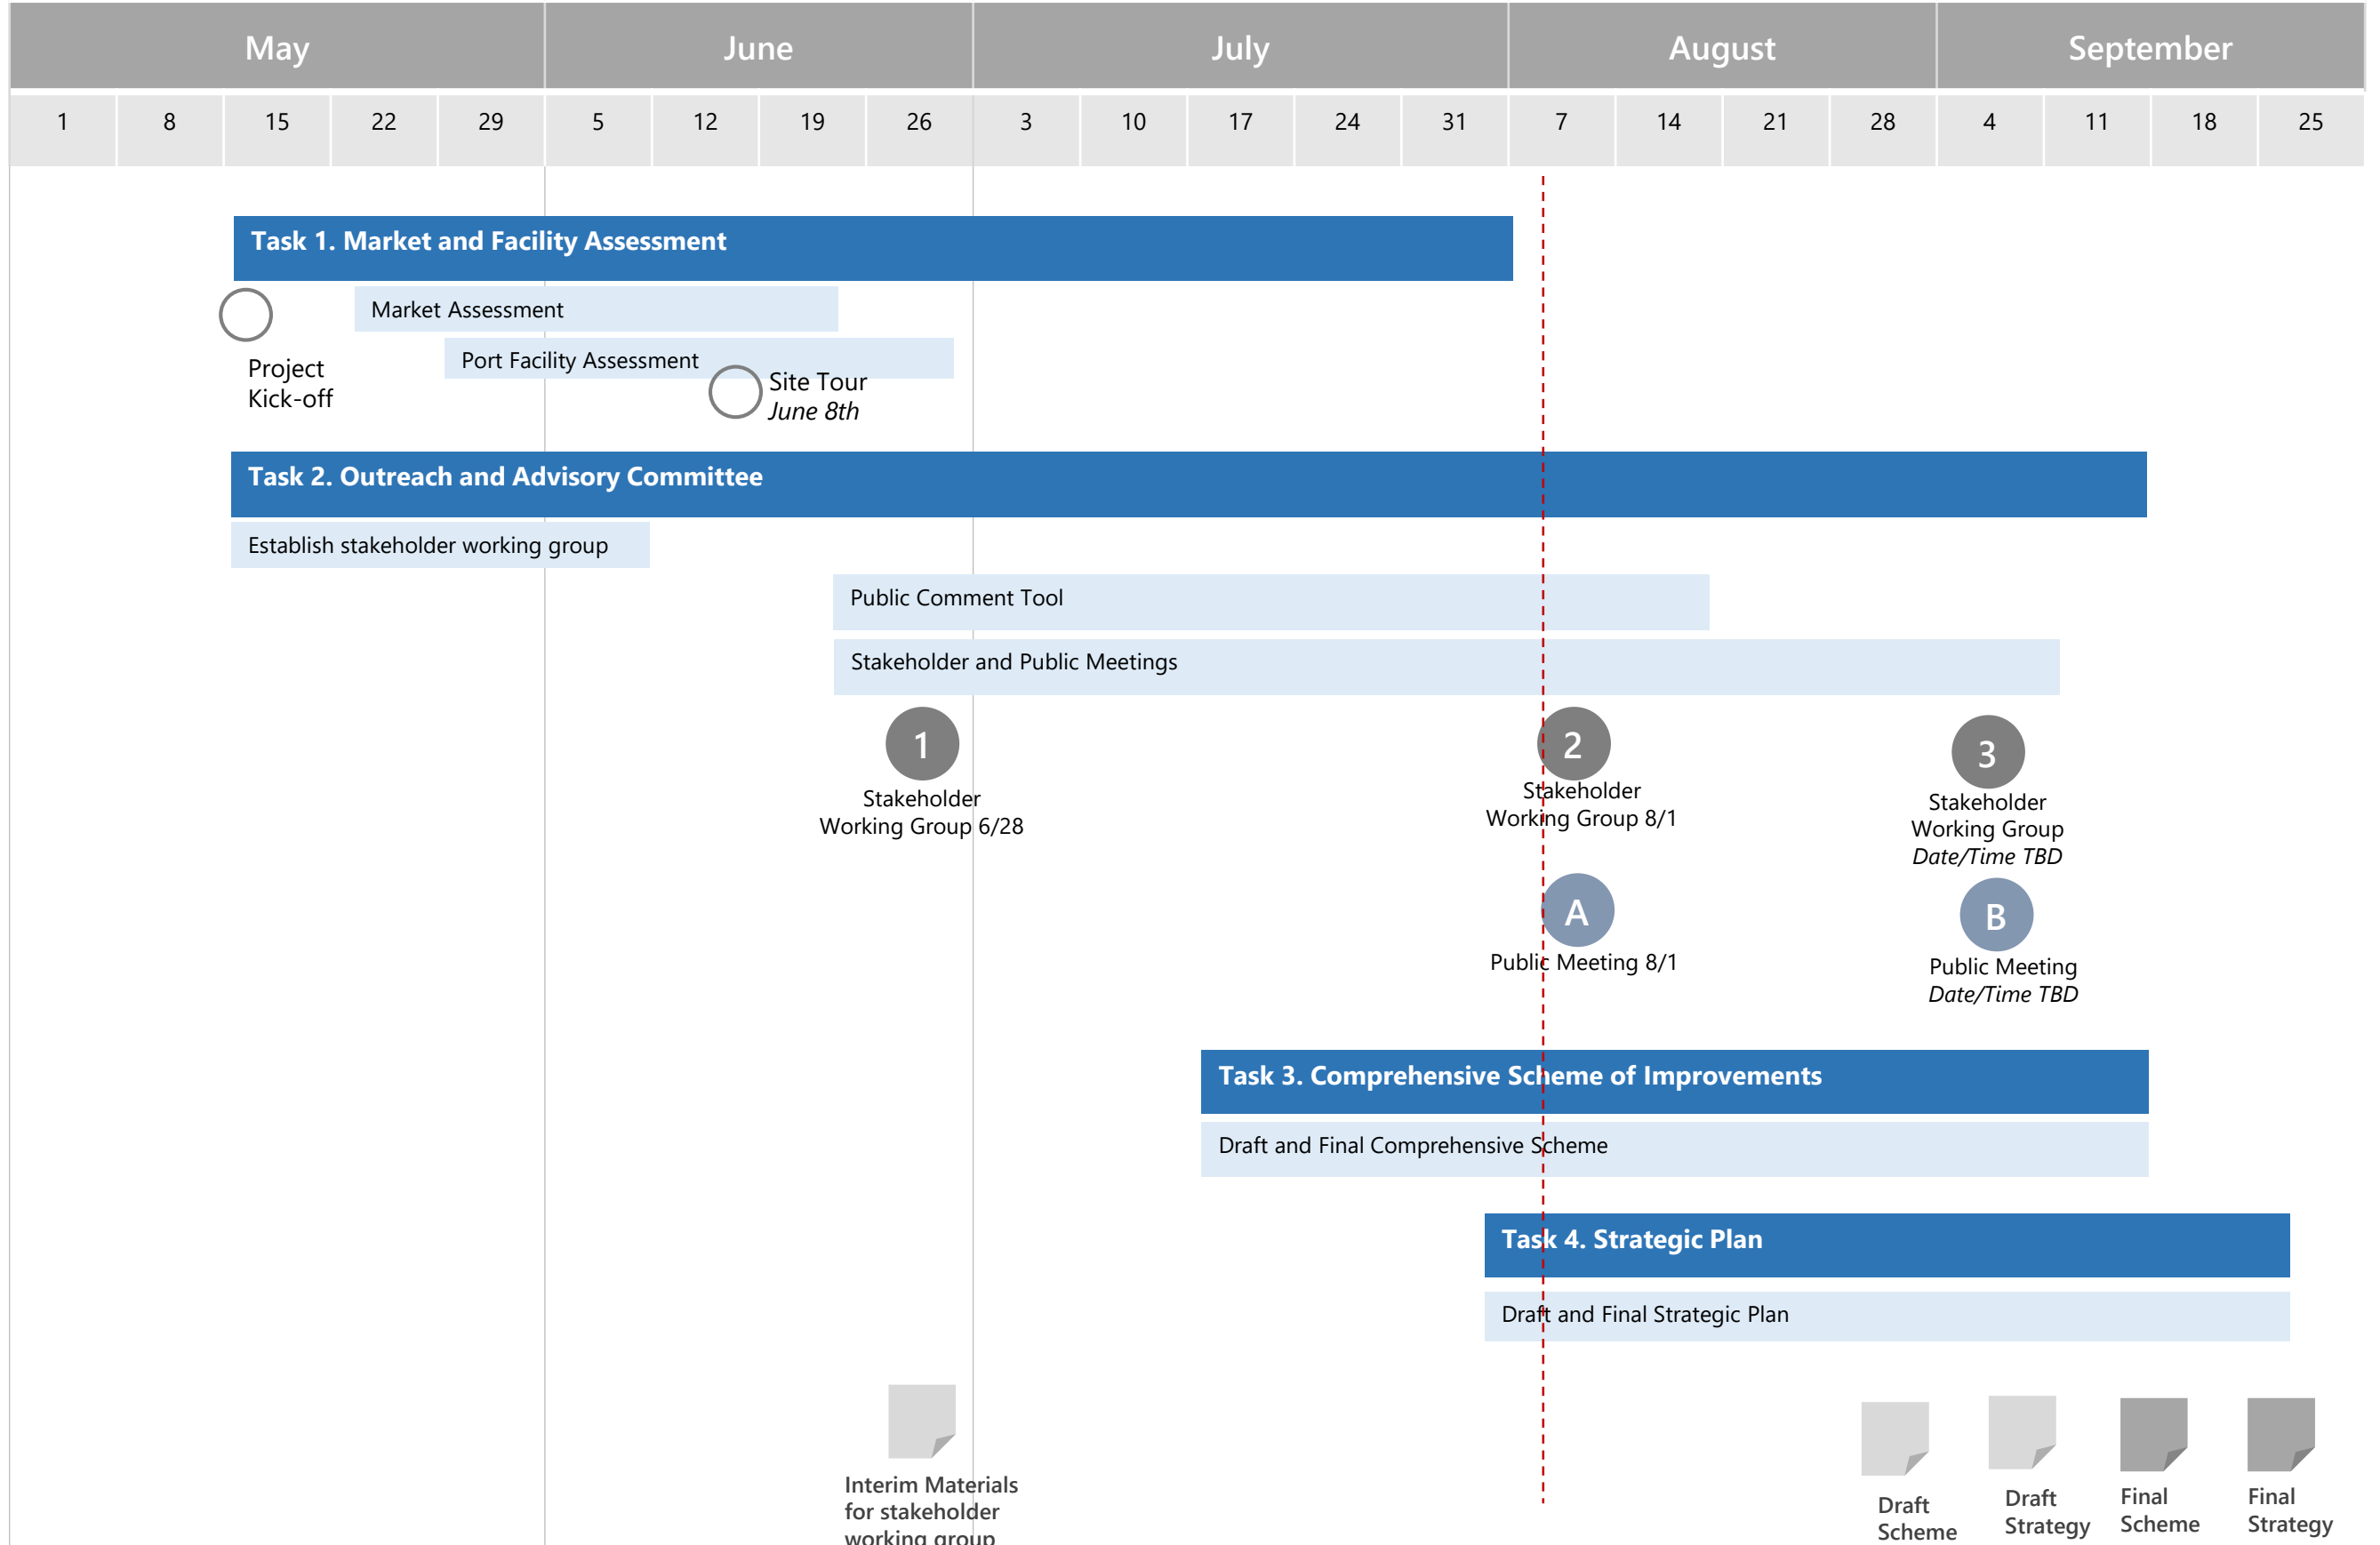 May June July August September
1 8 15 22 29 5 12 19 26 3 10 17 24 31 7 14 21 28 4 11 18 25
Task 1. Market and Facility Assessment
Market Assessment
Port Facility Assessment
Project
Kick-off
Site Tour
June 8th
Task 2. Outreach and Advisory Committee
Establish stakeholder working group
Public Comment Tool
Stakeholder and Public Meetings
1
Stakeholder
Working Group 6/28
2
Stakeholder
Working Group 8/1
3
Stakeholder
Working Group
Date/Time TBD
A
Public Meeting 8/1
B
Public Meeting
Date/Time TBD
Task 3. Comprehensive Scheme of Improvements
Draft and Final Comprehensive Scheme
Task 4. Strategic Plan
Draft and Final Strategic Plan
Interim Materials
for stakeholder
working group
Draft
Scheme
Draft
Strategy
Final
Scheme
Final
Strategy